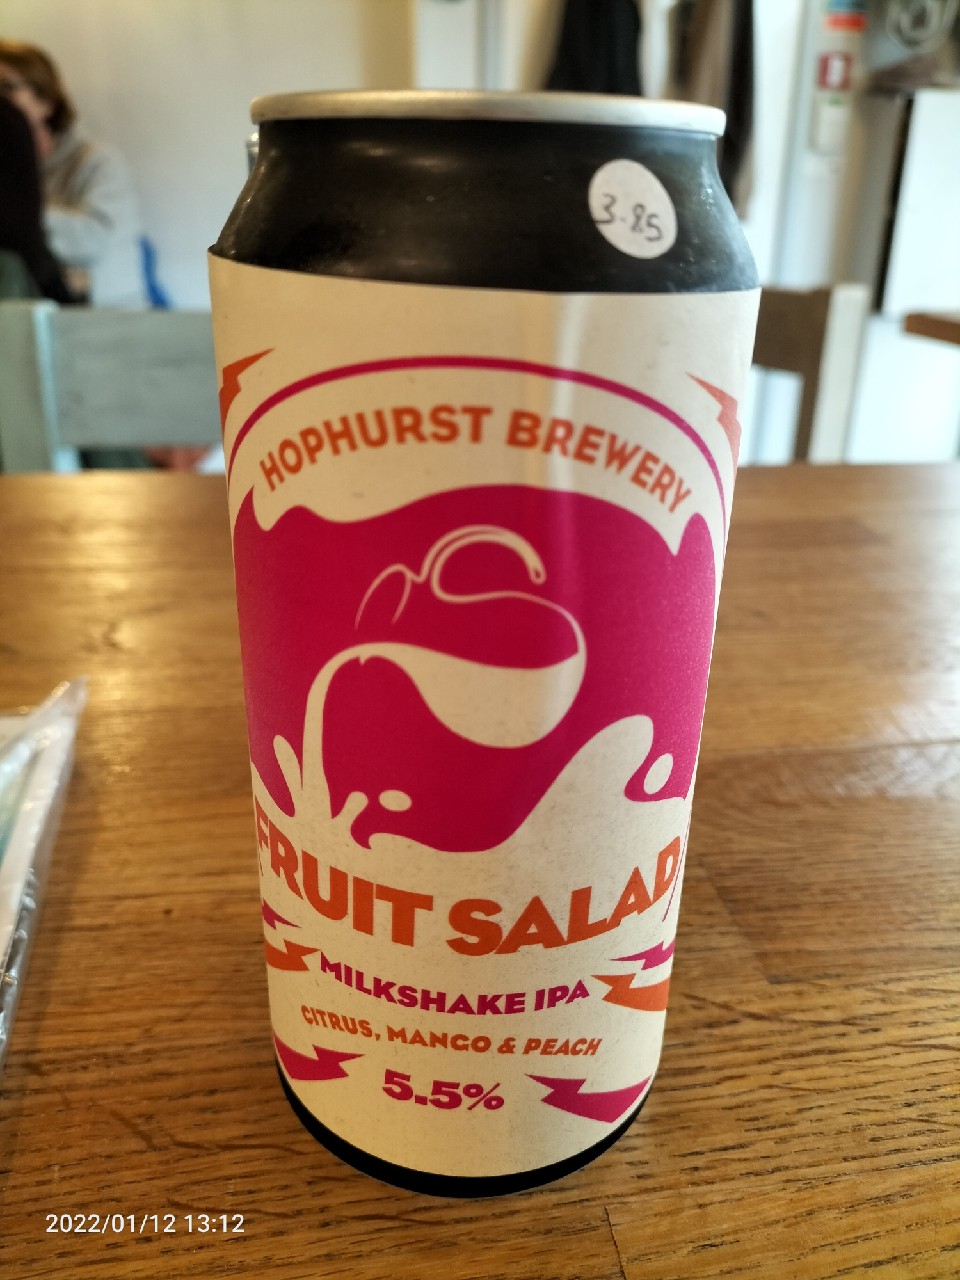 3.85
HOPHURST BREWERY
FRUIT SALAD
MILKSHAKE IPA
CITRUS, MANGO & PEACH
5.5%
2022/01/12 13:12